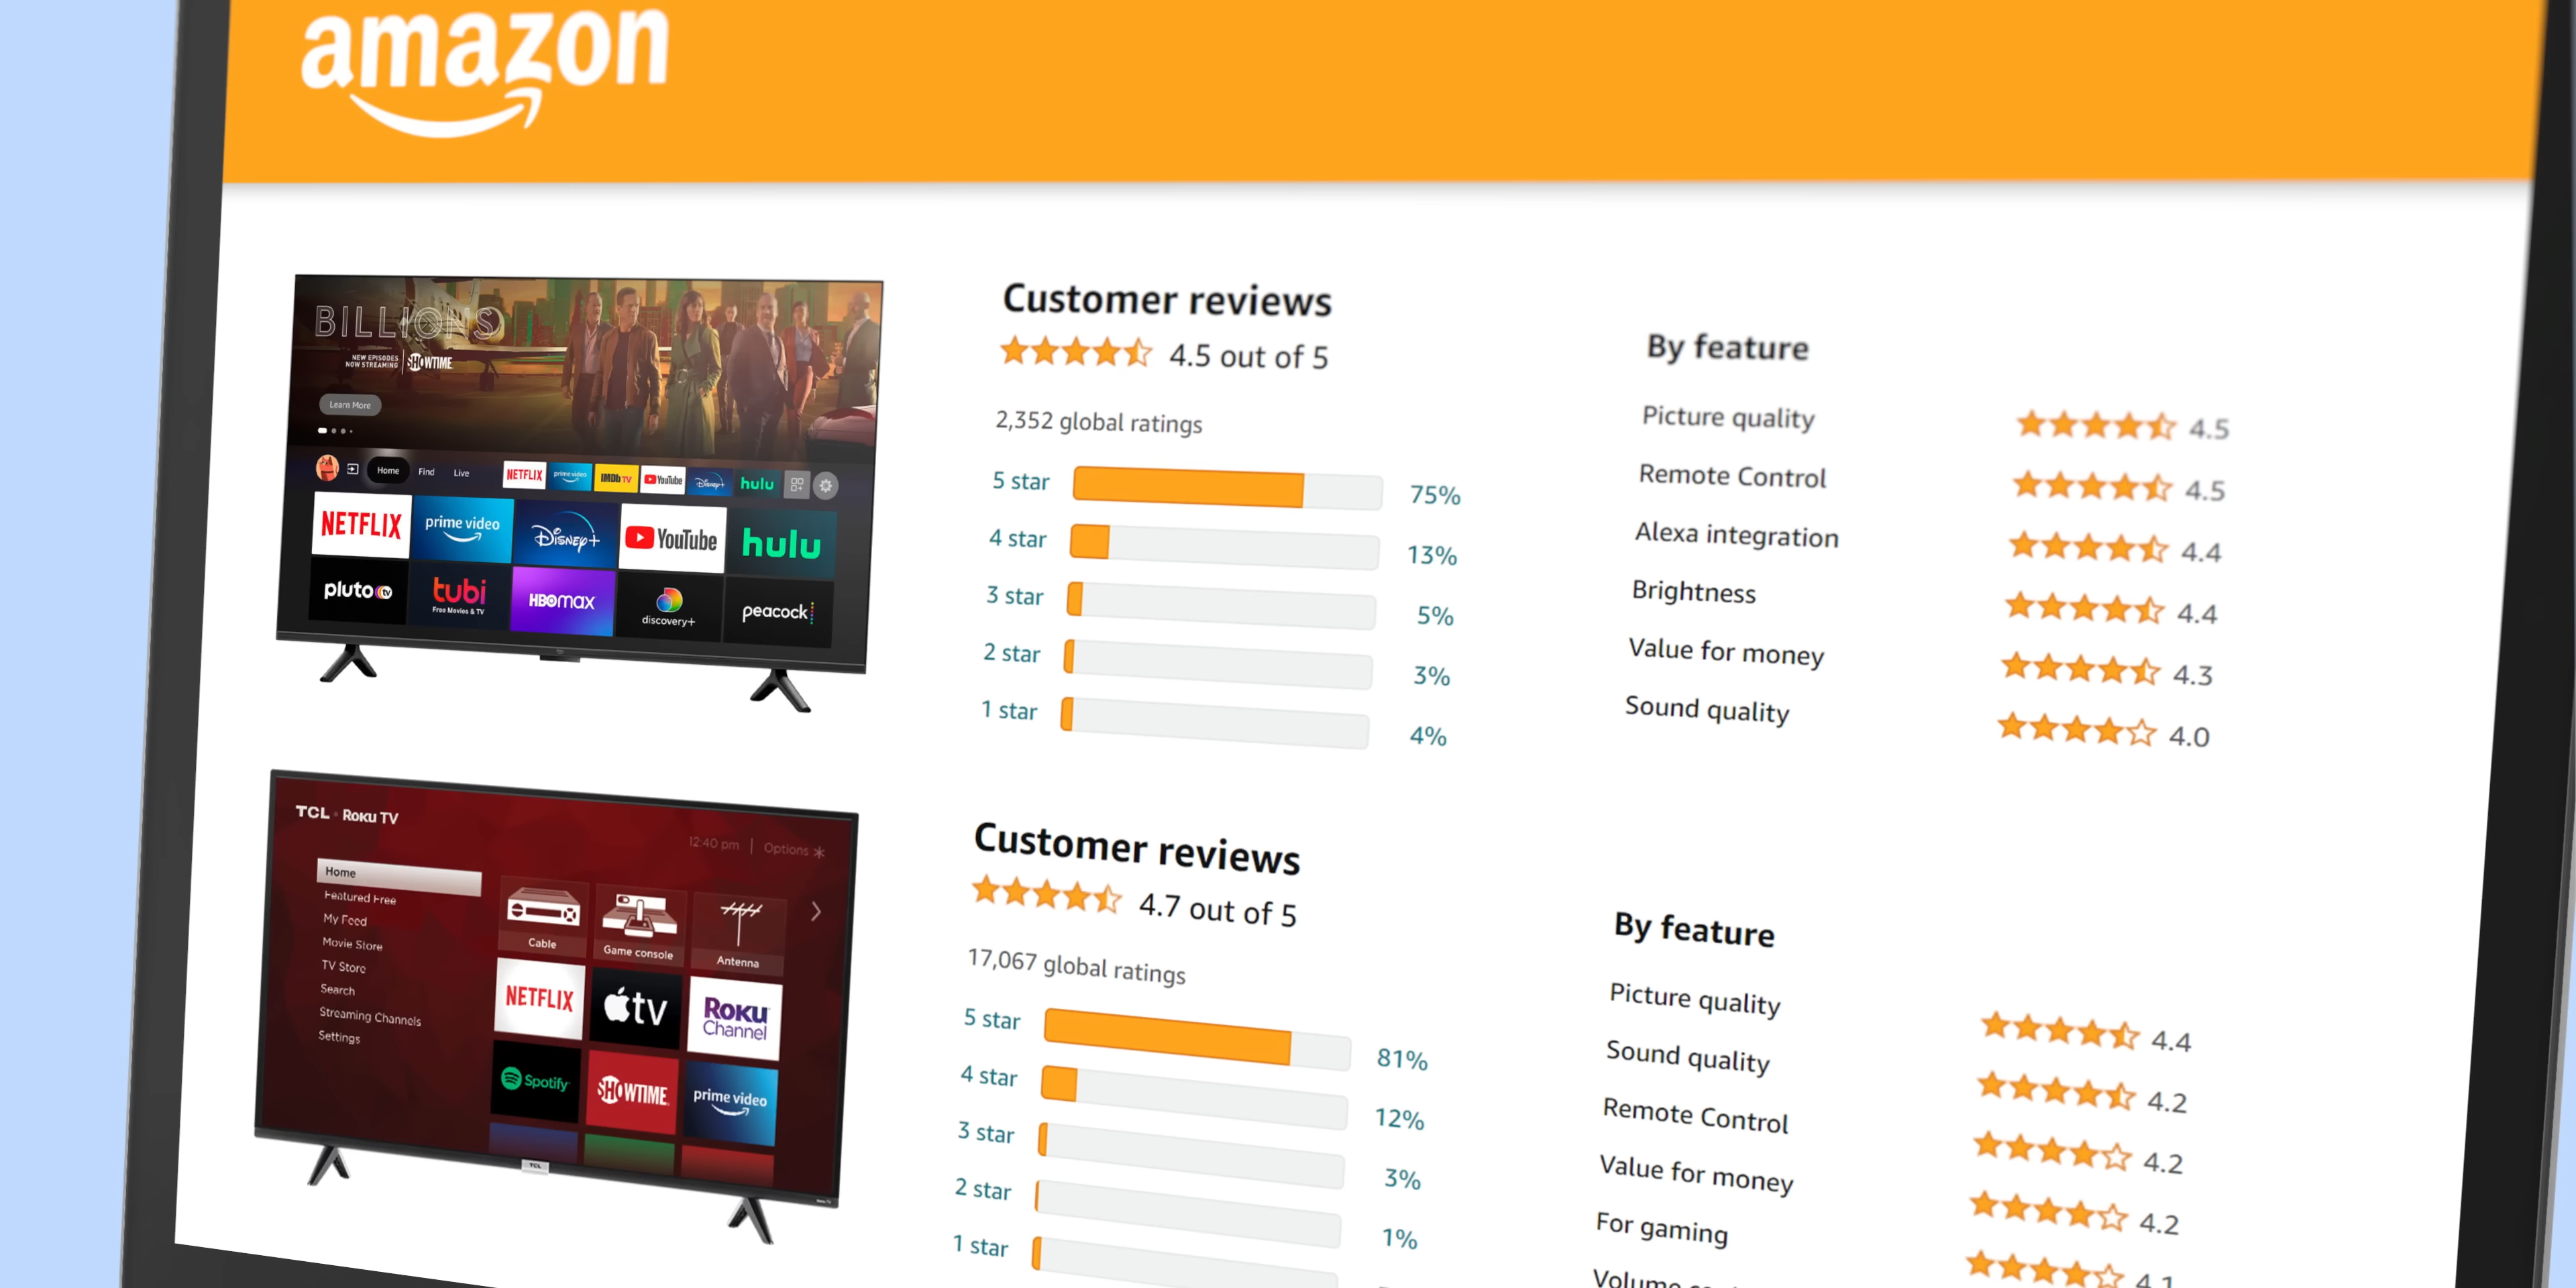 amazon
BILLIONS
NEW EPISODES
NOW STREAMING
SHOWTIME
Learn More
Home Find Live NETFLIX prime video IMDb TV YouTube Disney+ hulu
NETFLIX prime video Disney+ YouTube hulu
pluto tv tubi HBOmax discovery+ peacock
Free Movies & TV
Customer reviews
4.5 out of 5
2,352 global ratings
5 star 75%
4 star 13%
3 star 5%
2 star 3%
1 star 4%
By feature
Picture quality 4.5
Remote Control 4.5
Alexa integration 4.4
Brightness 4.4
Value for money 4.3
Sound quality 4.0
TCL Roku TV
12:40 pm | Options
Home
Featured Free
My Feed
Movie Store
TV Store
Search
Streaming Channels
Settings
Cable Game console Antenna
NETFLIX tv Roku Channel
Spotify SHOWTIME prime video
TCL
Customer reviews
4.7 out of 5
17,067 global ratings
5 star 81%
4 star 12%
3 star 3%
2 star 1%
1 star
By feature
Picture quality 4.4
Sound quality 4.2
Remote Control 4.2
Value for money 4.2
For gaming 4.1
Volume